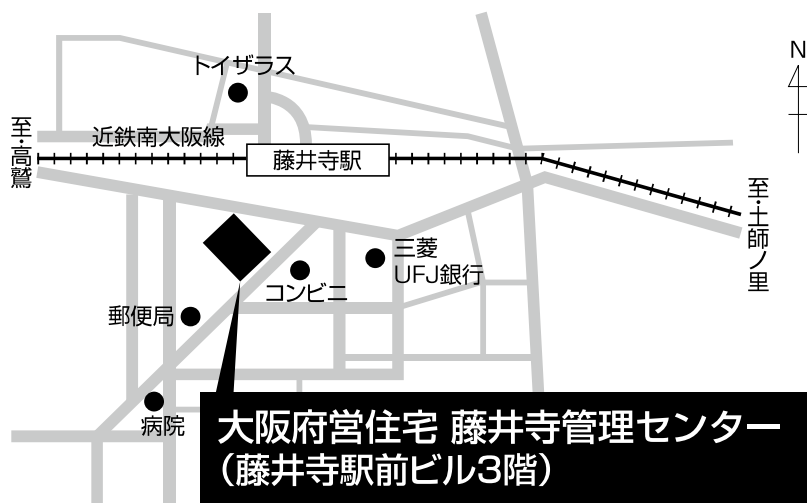 N
トイザラス
近鉄南大阪線
至・高鷲
藤井寺駅
至・土師ノ里
三菱
UFJ銀行
コンビニ
郵便局
病院
大阪府営住宅 藤井寺管理センター
（藤井寺駅前ビル3階）